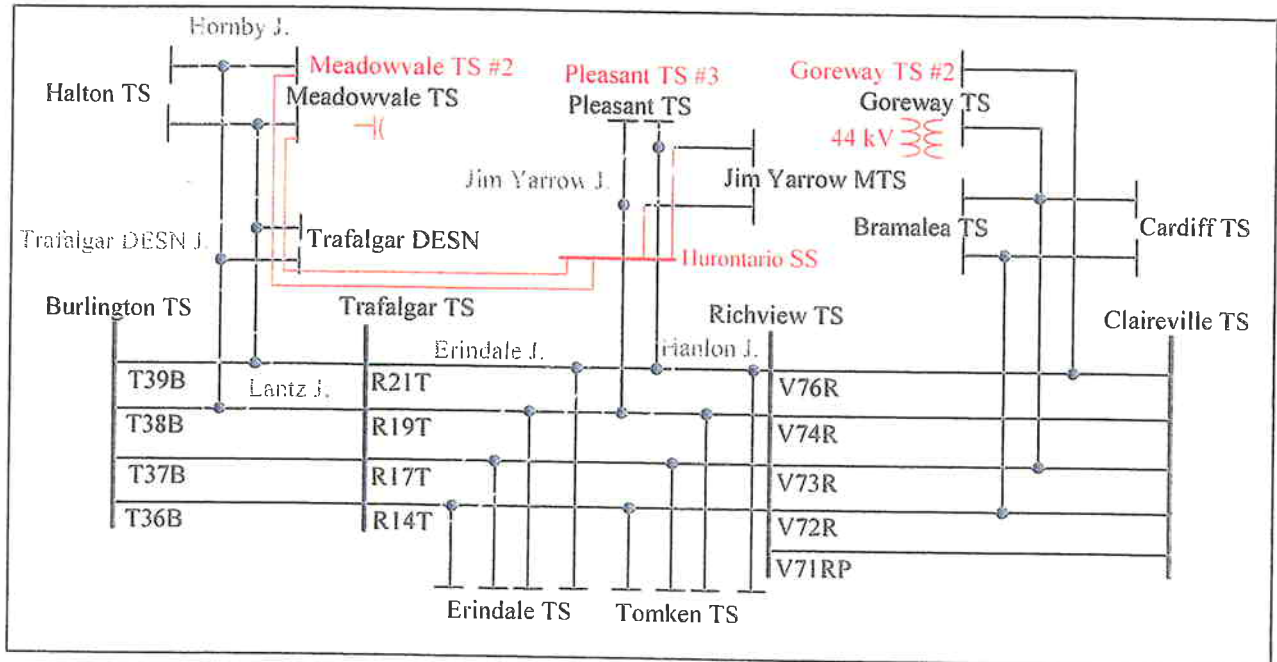 Hornby J.
Halton TS
Meadowvale TS #2
Meadowvale TS
Pleasant TS #3
Pleasant TS
Goreway TS #2
Goreway TS
44 kV
Jim Yarrow J.
Jim Yarrow MTS
Bramalea TS
Cardiff TS
Trafalgar DESN J.
Trafalgar DESN
Hurontario SS
Burlington TS
Trafalgar TS
Richview TS
Claireville TS
Erindale J.
Hanlon J.
T39B
Lantz J.
R21T
V76R
T38B
R19T
V74R
T37B
R17T
V73R
T36B
R14T
V72R
V71RP
Erindale TS
Tomken TS